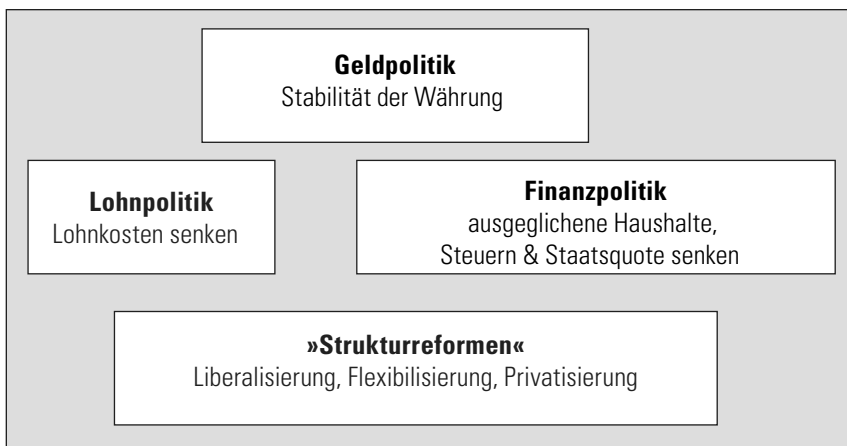 Geldpolitik
Stabilität der Währung
Lohnpolitik
Lohnkosten senken
Finanzpolitik
ausgeglichene Haushalte,
Steuern & Staatsquote senken
»Strukturreformen«
Liberalisierung, Flexibilisierung, Privatisierung